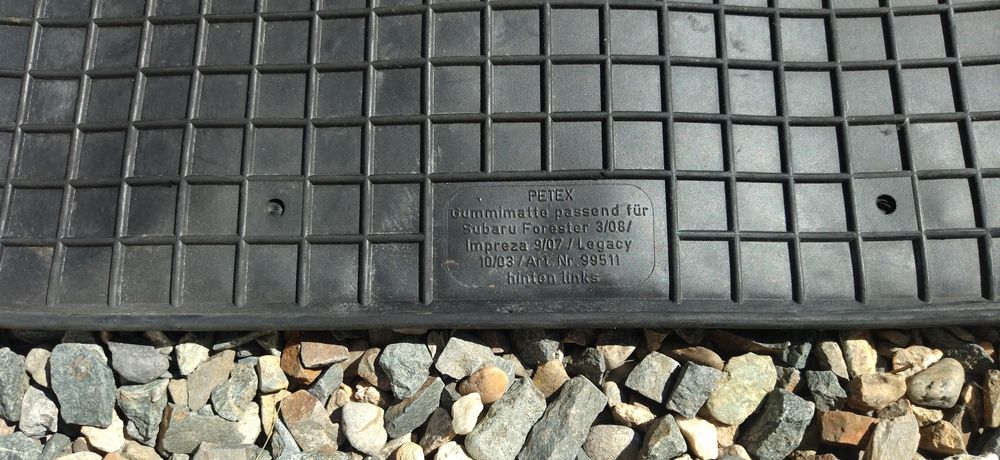 PETEX
Gummimatte passend für
Subaru Forester 3/08/
Impreza 9/07 / Legacy
10/03 / Art-Nr. 99511
hinten links